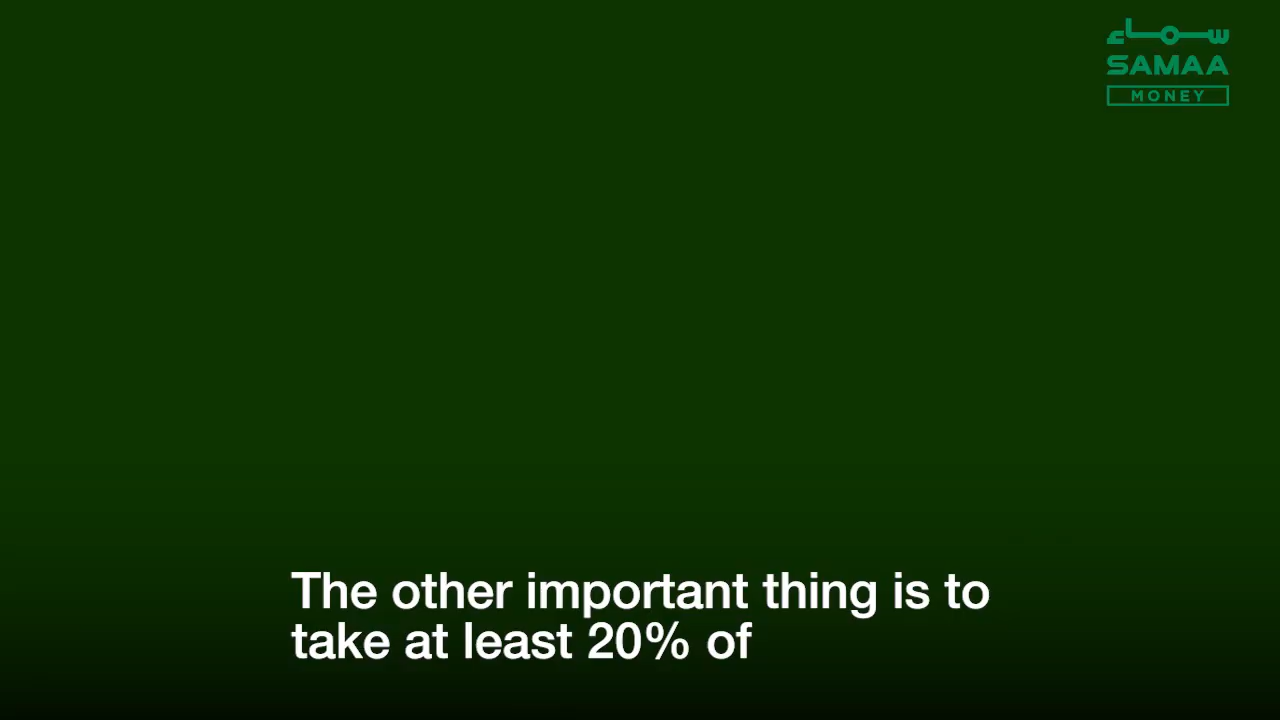 سماء
SAMAA
MONEY
The other important thing is to
take at least 20% of